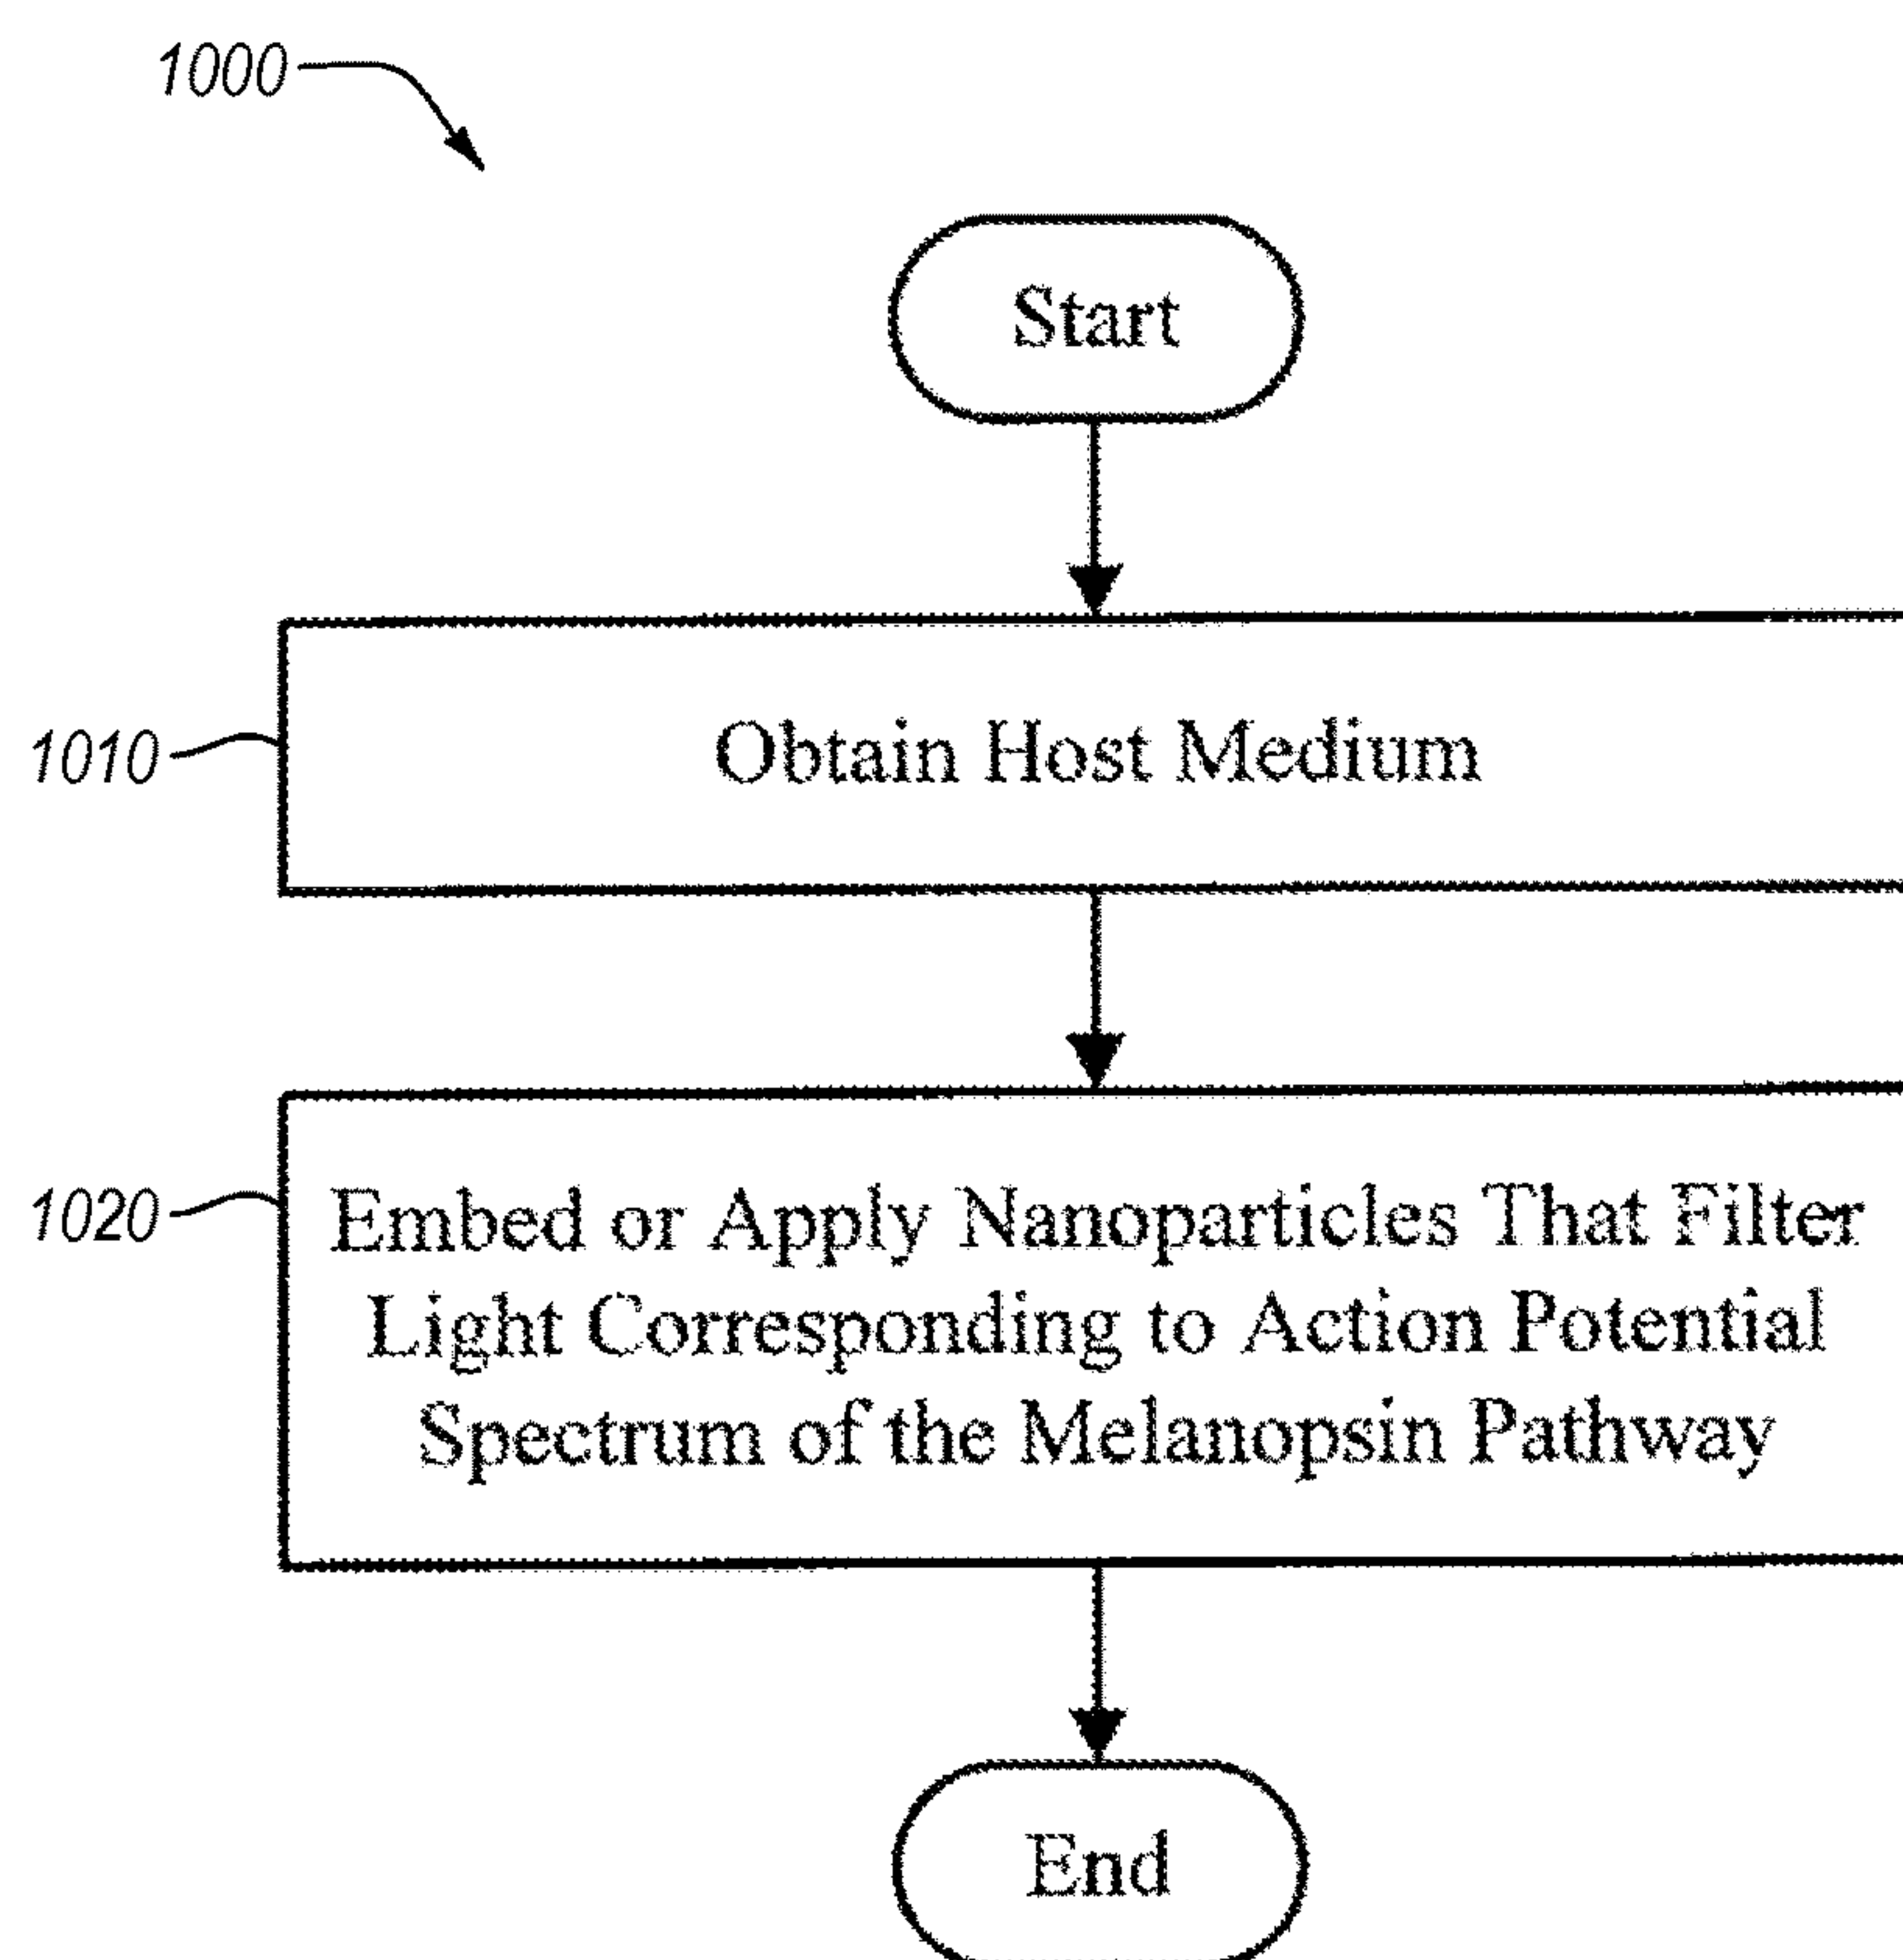 1000
Start
1010
Obtain Host Medium
1020
Embed or Apply Nanoparticles That Filter
Light Corresponding to Action Potential
Spectrum of the Melanopsin Pathway
End